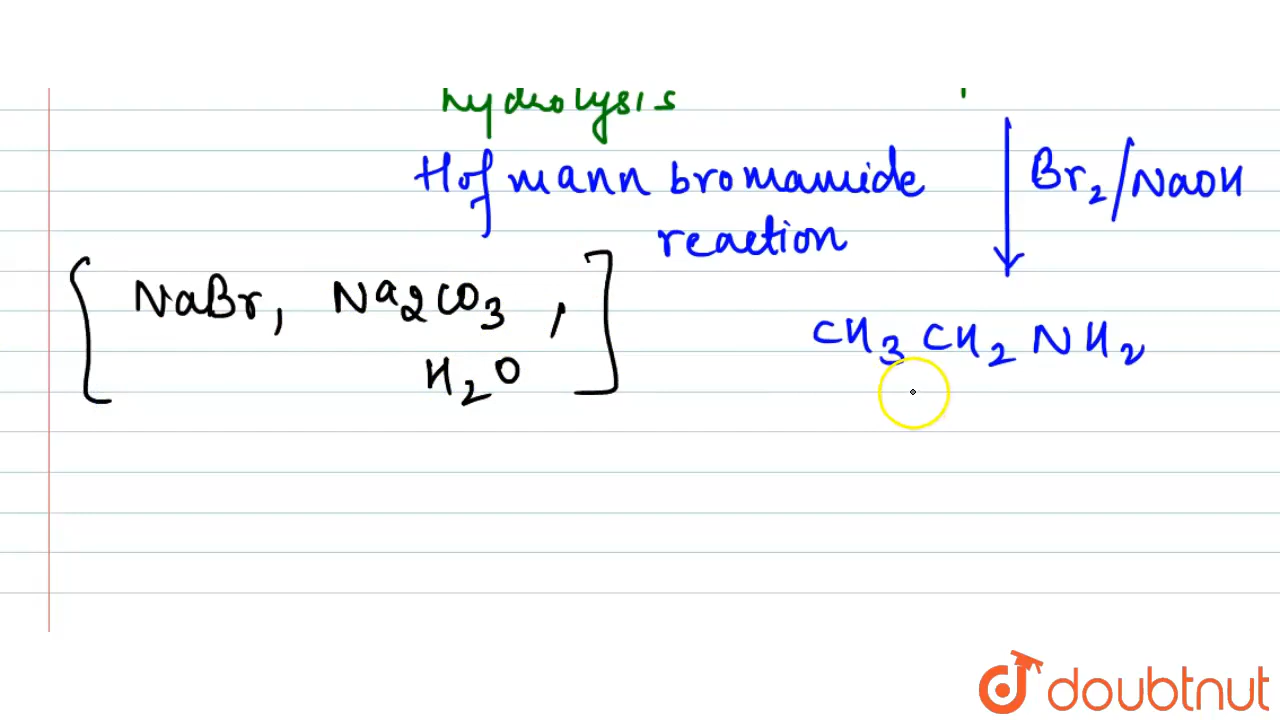 hydrolysis
Hofmann bromamide
reaction
Br2/NaOH
NaBr, Na2CO3,
H2O
CH3CH2NH2
doubtnut